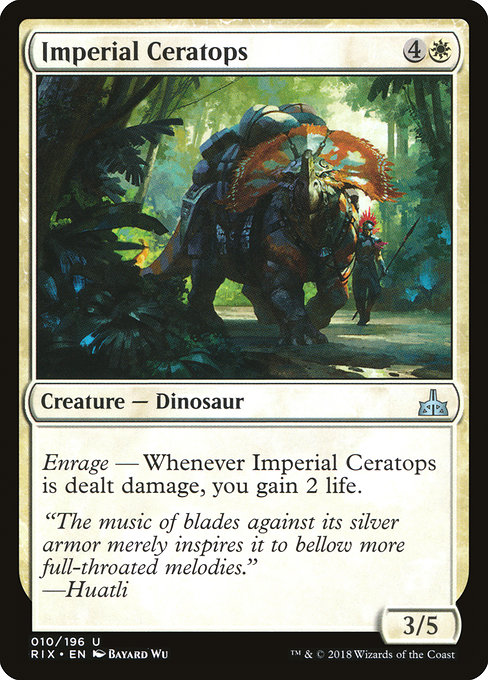 Imperial Ceratops 4
Creature — Dinosaur
Enrage — Whenever Imperial Ceratops
is dealt damage, you gain 2 life.
“The music of blades against its silver
armor merely inspires it to bellow more
full-throated melodies.”
—Huatli
3/5
010/196 U
RIX • EN Bayard Wu
™ & © 2018 Wizards of the Coast